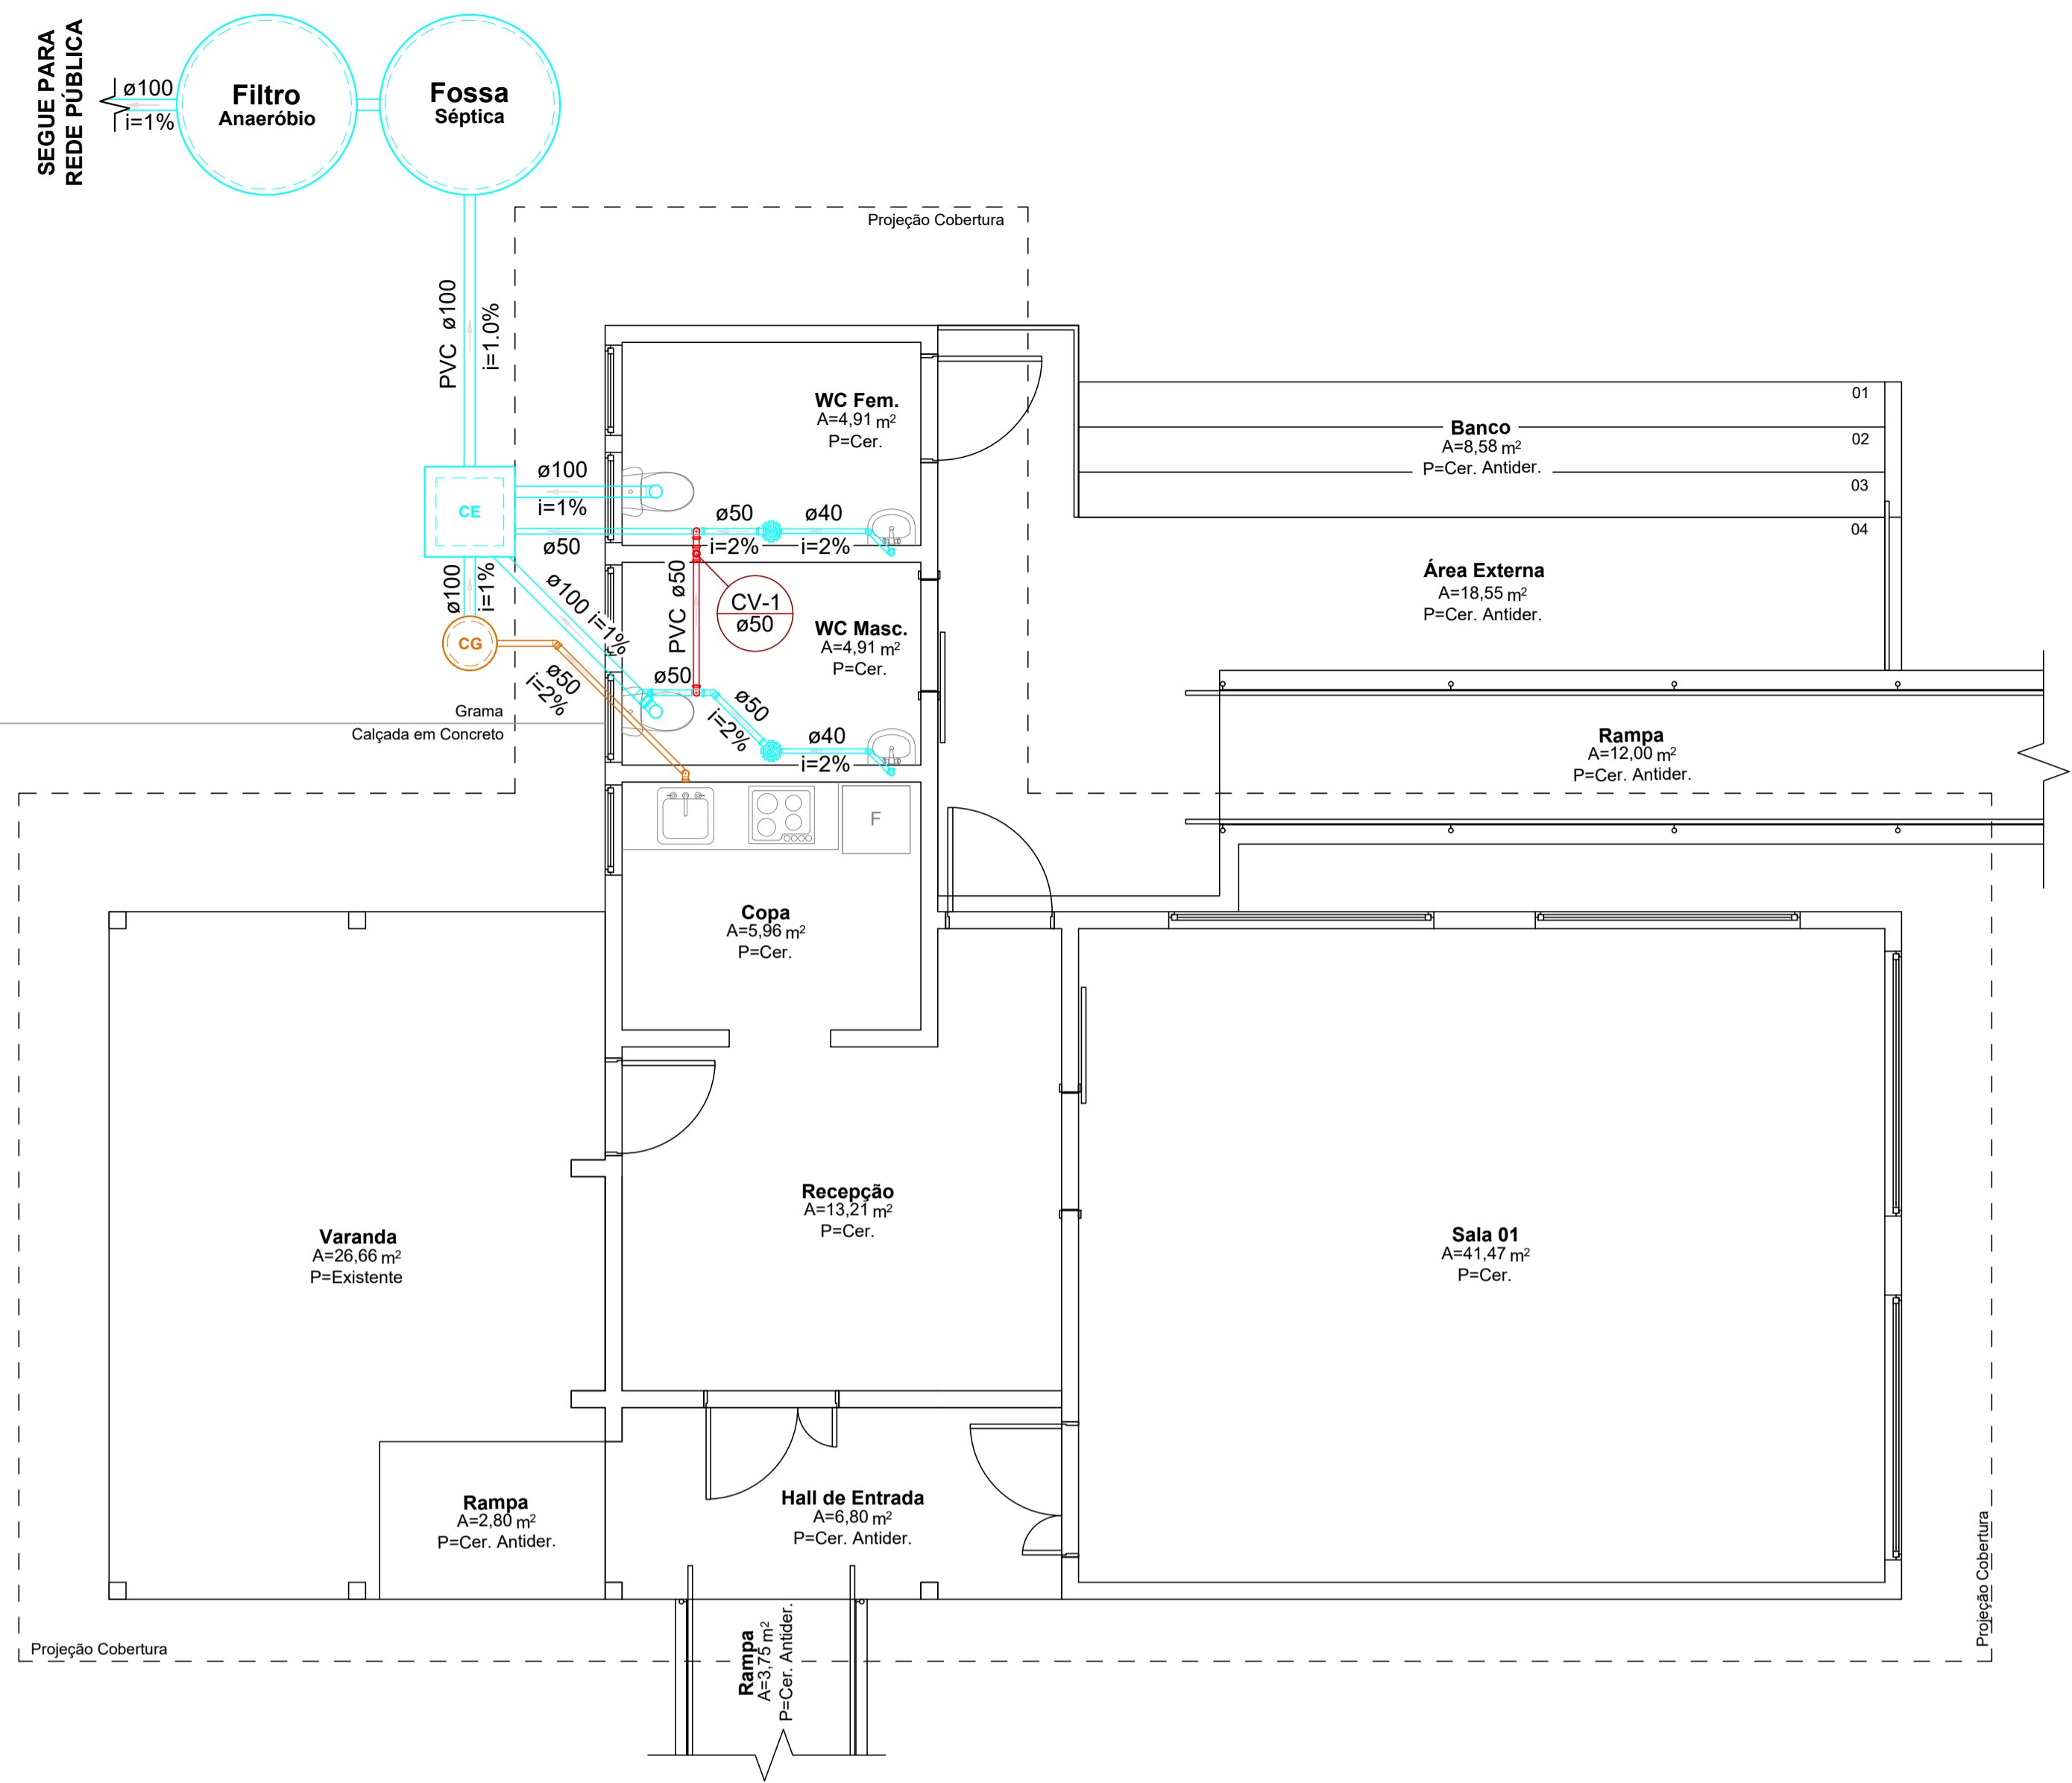 SEGUE PARA
REDE PÚBLICA
ø100
i=1%
Filtro
Anaeróbio
Fossa
Séptica
Projeção Cobertura
PVC ø100
i=1.0%
WC Fem.
A=4,91 m²
P=Cer.
01
Banco
A=8,58 m²
P=Cer. Antider.
02
03
04
CE
ø100
i=1%
ø50
ø50
i=2%
ø40
i=2%
ø100
i=1%
CG
ø100 i=1%
PVC ø50
CV-1
ø50
WC Masc.
A=4,91 m²
P=Cer.
Área Externa
A=18,55 m²
P=Cer. Antider.
ø50
i=2%
ø50
ø50
i=2%
ø40
i=2%
Grama
Calçada em Concreto
Rampa
A=12,00 m²
P=Cer. Antider.
F
Copa
A=5,96 m²
P=Cer.
Recepção
A=13,21 m²
P=Cer.
Varanda
A=26,66 m²
P=Existente
Sala 01
A=41,47 m²
P=Cer.
Rampa
A=2,80 m²
P=Cer. Antider.
Hall de Entrada
A=6,80 m²
P=Cer. Antider.
Projeção Cobertura
Projeção Cobertura
Rampa
A=3,75 m²
P=Cer. Antider.